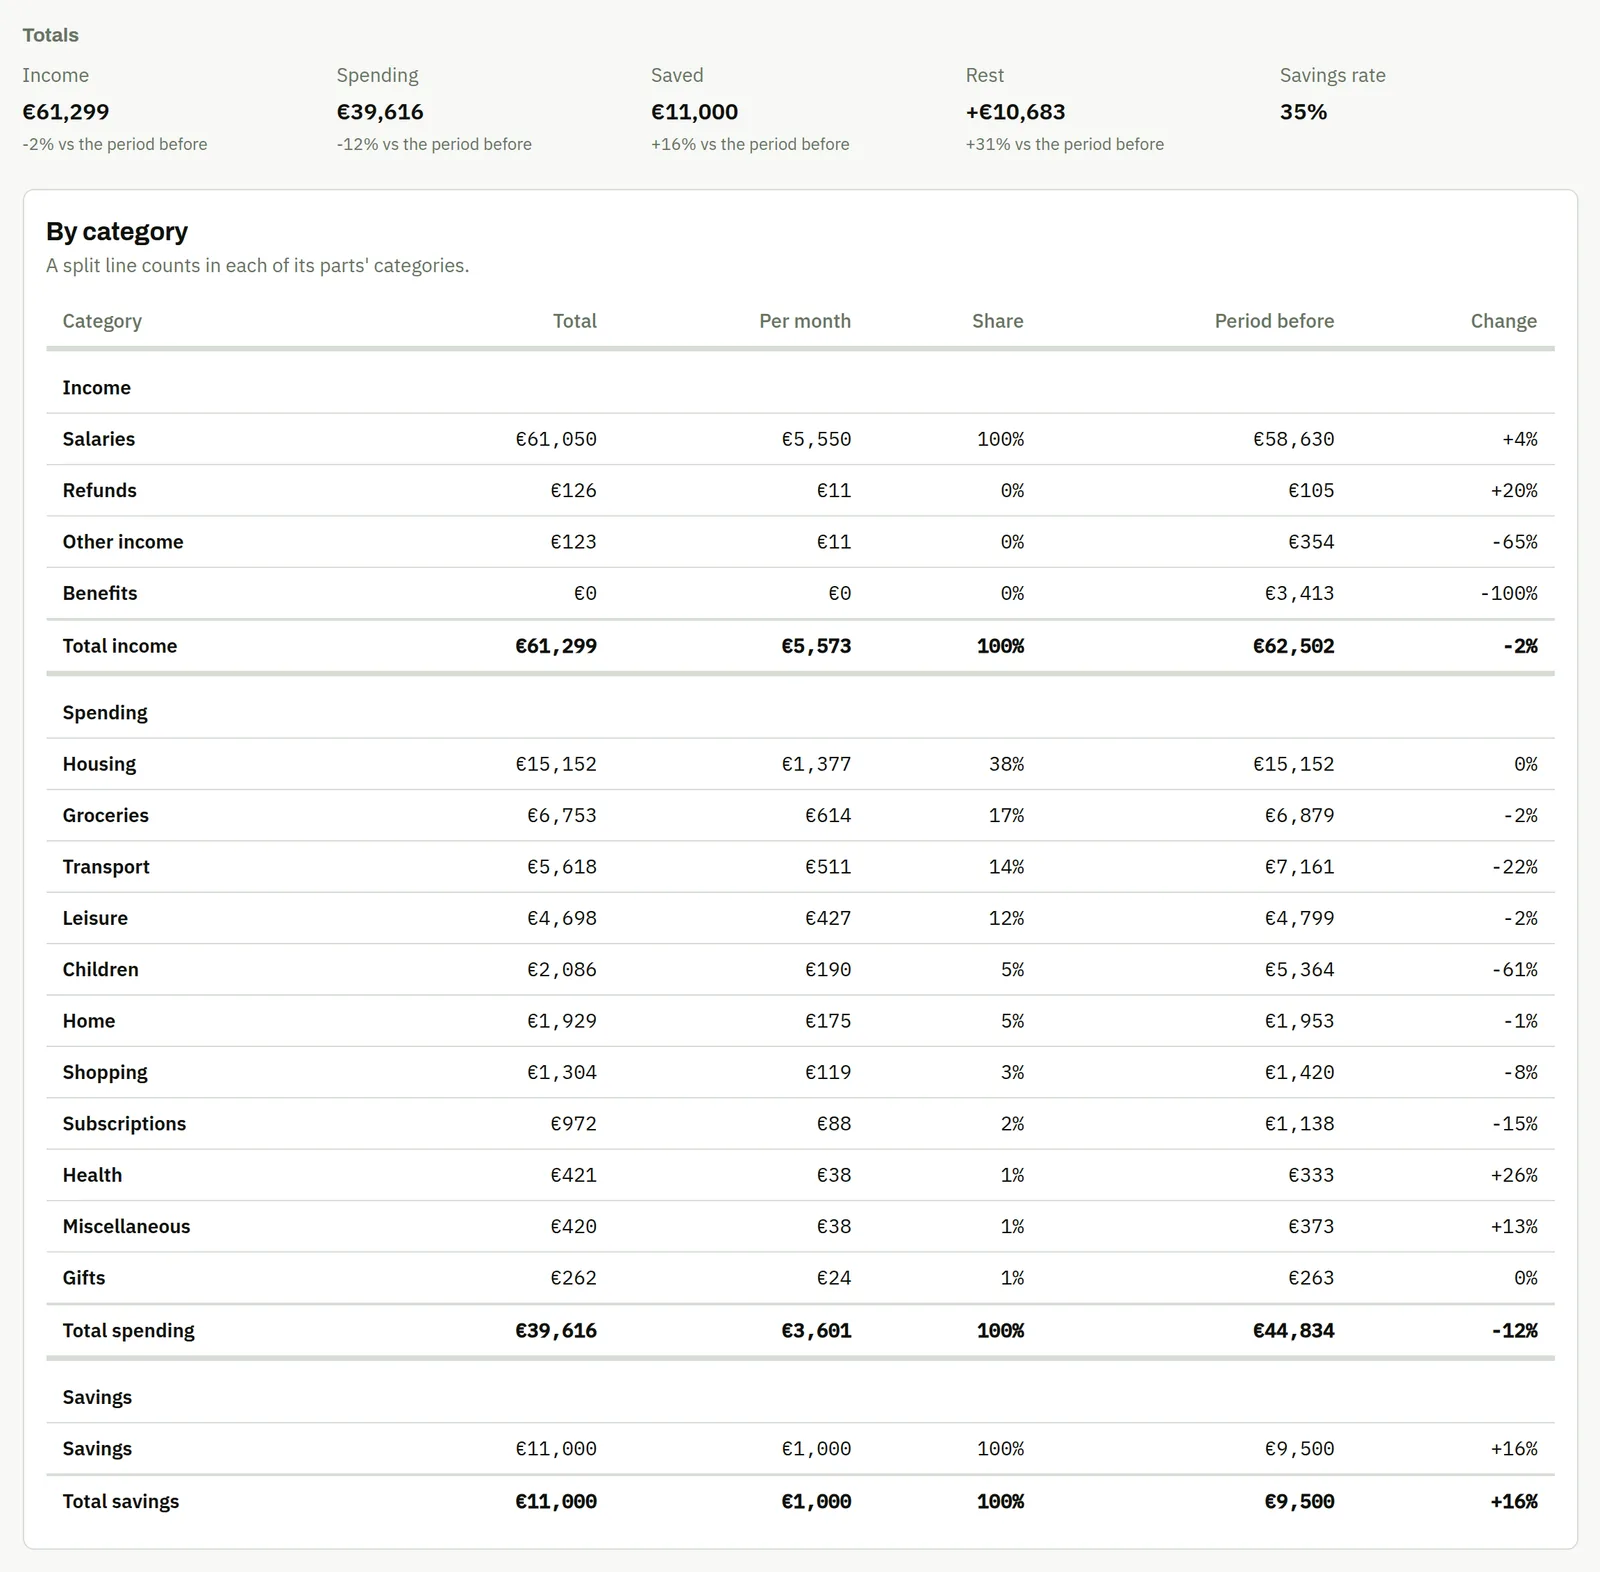 Totals
Income Spending Saved Rest Savings rate
€61,299 €39,616 €11,000 +€10,683 35%
-2% vs the period before -12% vs the period before +16% vs the period before +31% vs the period before
By category
A split line counts in each of its parts' categories.
Category Total Per month Share Period before Change
Income
Salaries €61,050 €5,550 100% €58,630 +4%
Refunds €126 €11 0% €105 +20%
Other income €123 €11 0% €354 -65%
Benefits €0 €0 0% €3,413 -100%
Total income €61,299 €5,573 100% €62,502 -2%
Spending
Housing €15,152 €1,377 38% €15,152 0%
Groceries €6,753 €614 17% €6,879 -2%
Transport €5,618 €511 14% €7,161 -22%
Leisure €4,698 €427 12% €4,799 -2%
Children €2,086 €190 5% €5,364 -61%
Home €1,929 €175 5% €1,953 -1%
Shopping €1,304 €119 3% €1,420 -8%
Subscriptions €972 €88 2% €1,138 -15%
Health €421 €38 1% €333 +26%
Miscellaneous €420 €38 1% €373 +13%
Gifts €262 €24 1% €263 0%
Total spending €39,616 €3,601 100% €44,834 -12%
Savings
Savings €11,000 €1,000 100% €9,500 +16%
Total savings €11,000 €1,000 100% €9,500 +16%